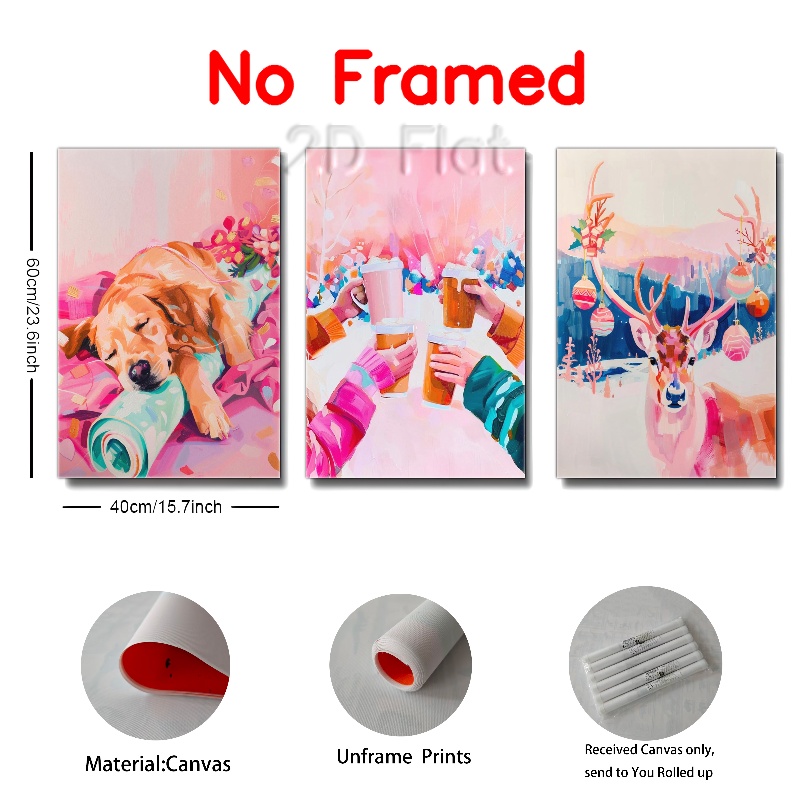 No Framed
2D Flat
60cm/23.6inch
40cm/15.7inch
Material:Canvas
Unframe Prints
Received Canvas only,
send to You Rolled up